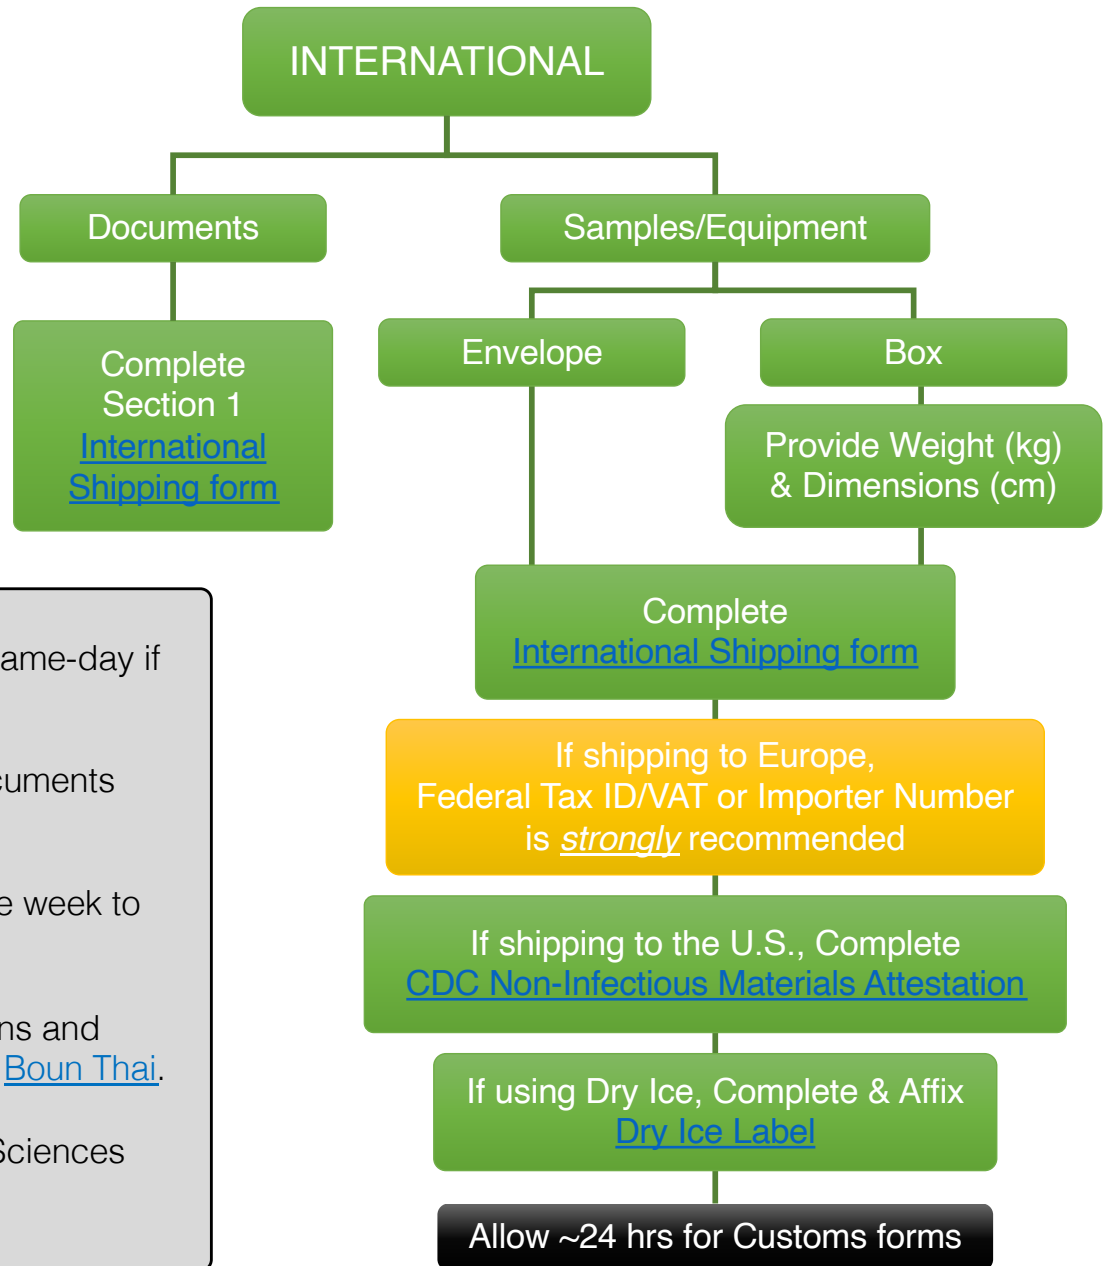 INTERNATIONAL
Documents
Samples/Equipment
Complete
Section 1
International
Shipping form
Envelope
Box
Provide Weight (kg)
& Dimensions (cm)
Complete
International Shipping form
If shipping to Europe,
Federal Tax ID/VAT or Importer Number
is strongly recommended
If shipping to the U.S., Complete
CDC Non-Infectious Materials Attestation
If using Dry Ice, Complete & Affix
Dry Ice Label
Allow ~24 hrs for Customs forms
ame-day if
cuments
e week to
ns and
Boun Thai.
Sciences